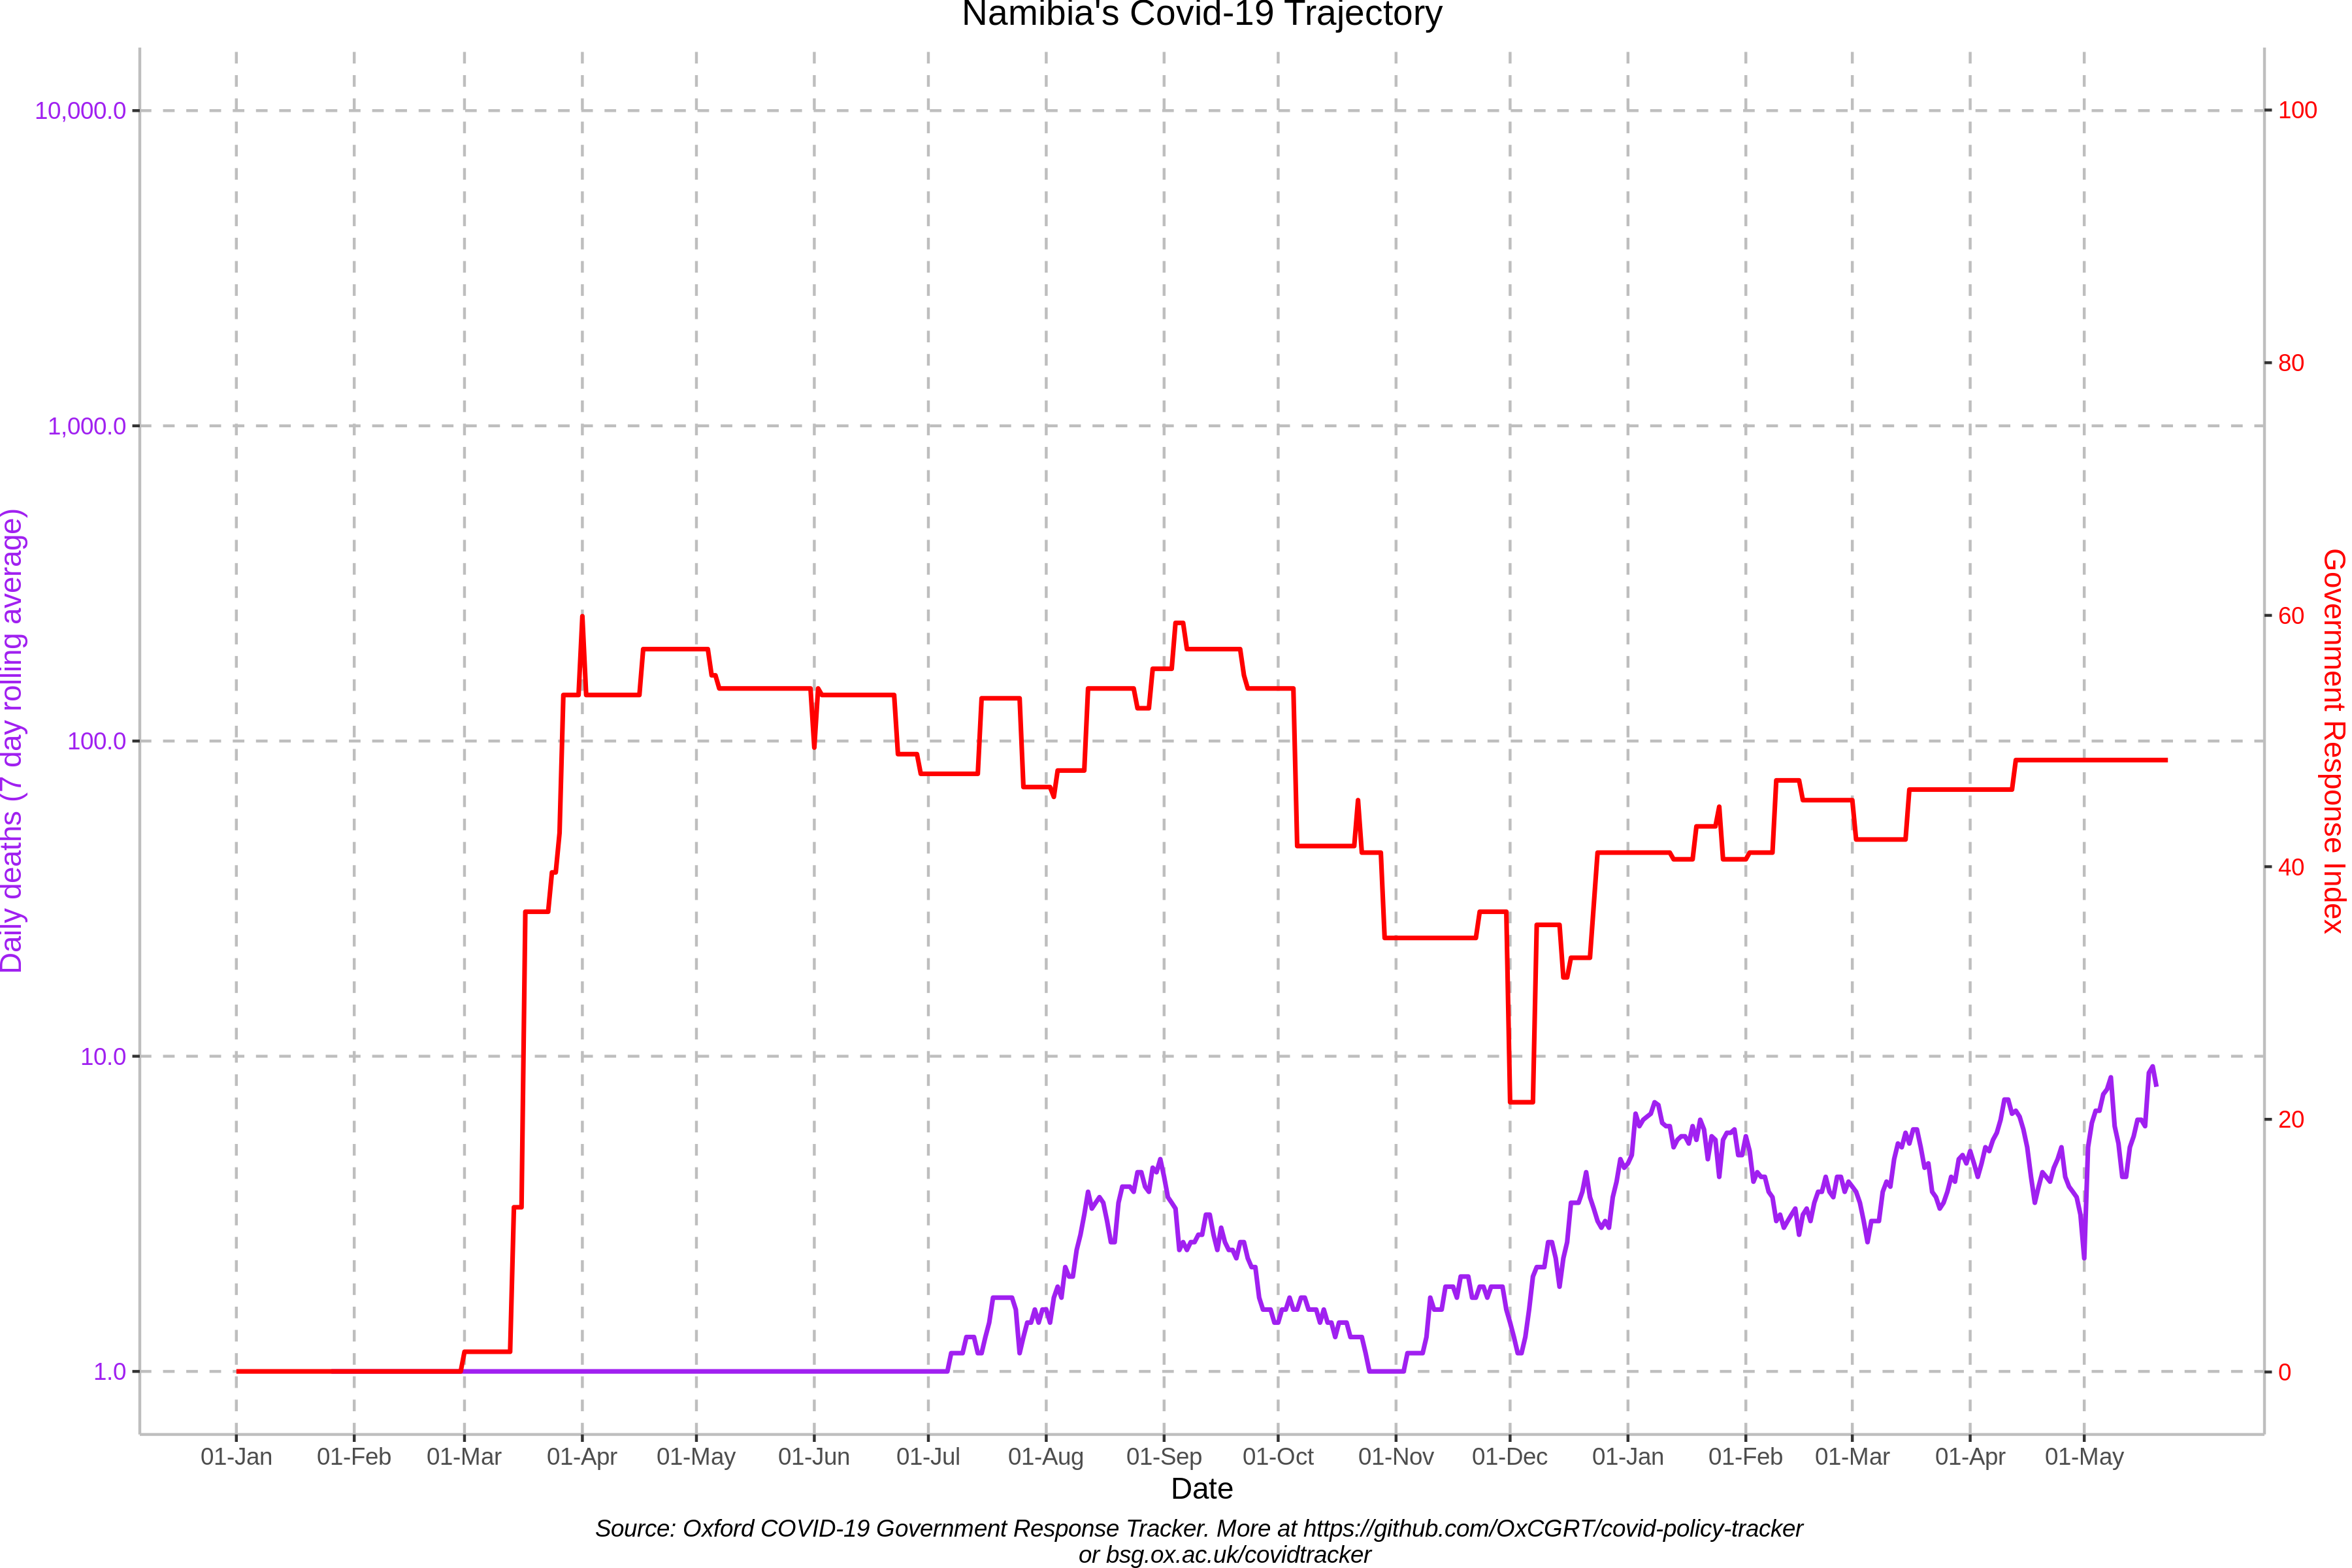 Namibia's Covid-19 Trajectory
10,000.0
1,000.0
100.0
10.0
1.0
Daily deaths (7 day rolling average)
100
80
60
40
20
0
Government Response Index
01-Jan 01-Feb 01-Mar 01-Apr 01-May 01-Jun 01-Jul 01-Aug 01-Sep 01-Oct 01-Nov 01-Dec 01-Jan 01-Feb 01-Mar 01-Apr 01-May
Date
Source: Oxford COVID-19 Government Response Tracker. More at https://github.com/OxCGRT/covid-policy-tracker
or bsg.ox.ac.uk/covidtracker